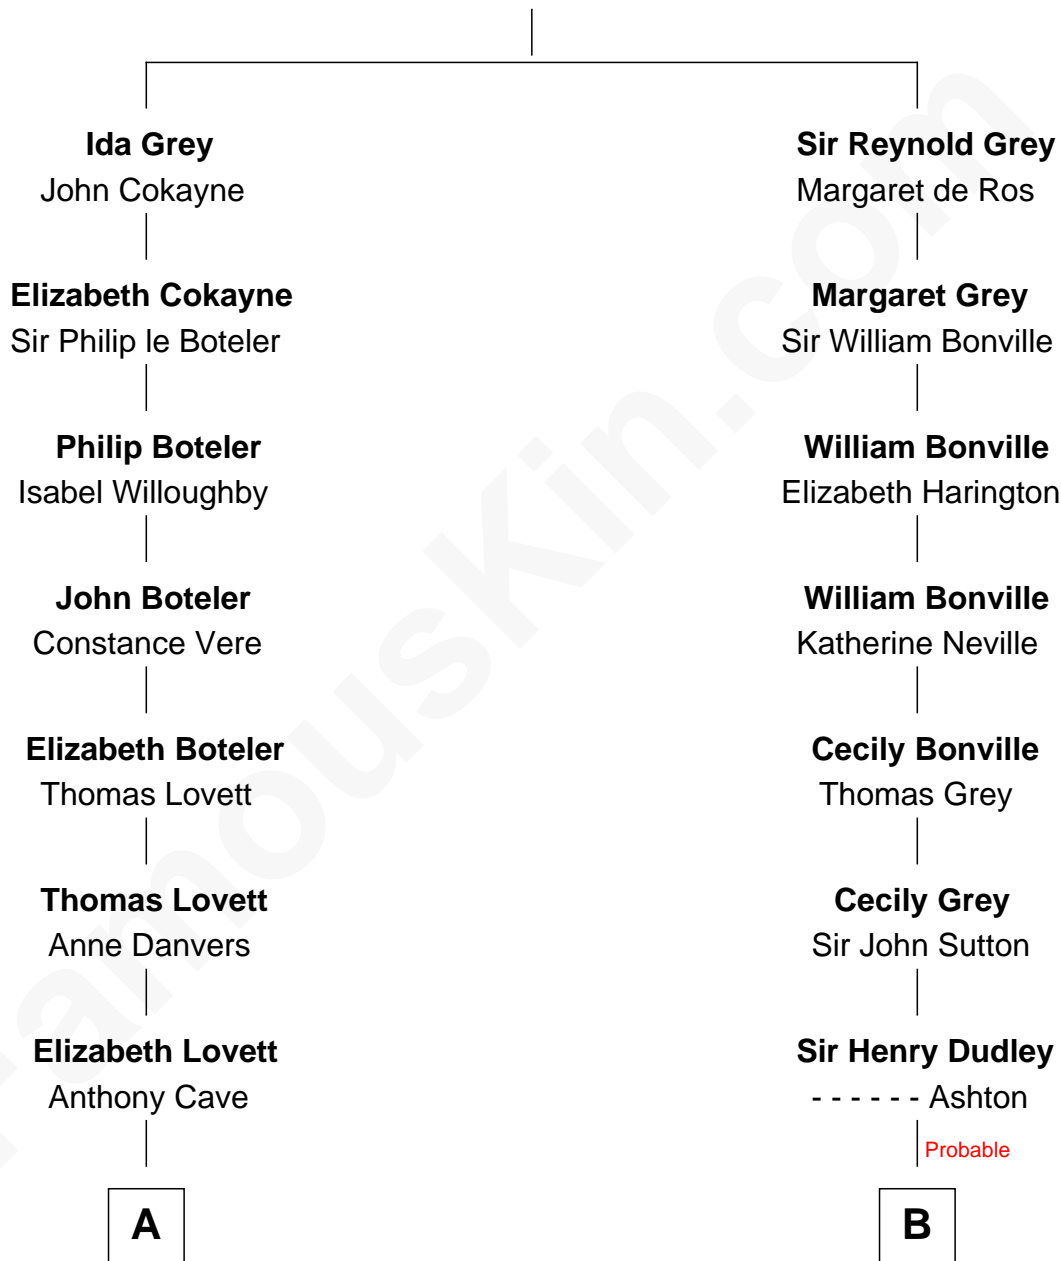 Ida Grey
John Cokayne
Elizabeth Cokayne
Sir Philip le Boteler
Philip Boteler
Isabel Willoughby
John Boteler
Constance Vere
Elizabeth Boteler
Thomas Lovett
Thomas Lovett
Anne Danvers
Elizabeth Lovett
Anthony Cave
A
Sir Reynold Grey
Margaret de Ros
Margaret Grey
Sir William Bonville
William Bonville
Elizabeth Harington
William Bonville
Katherine Neville
Cecily Bonville
Thomas Grey
Cecily Grey
Sir John Sutton
Sir Henry Dudley
- - - - - - Ashton
Probable
B
FamousKin.com